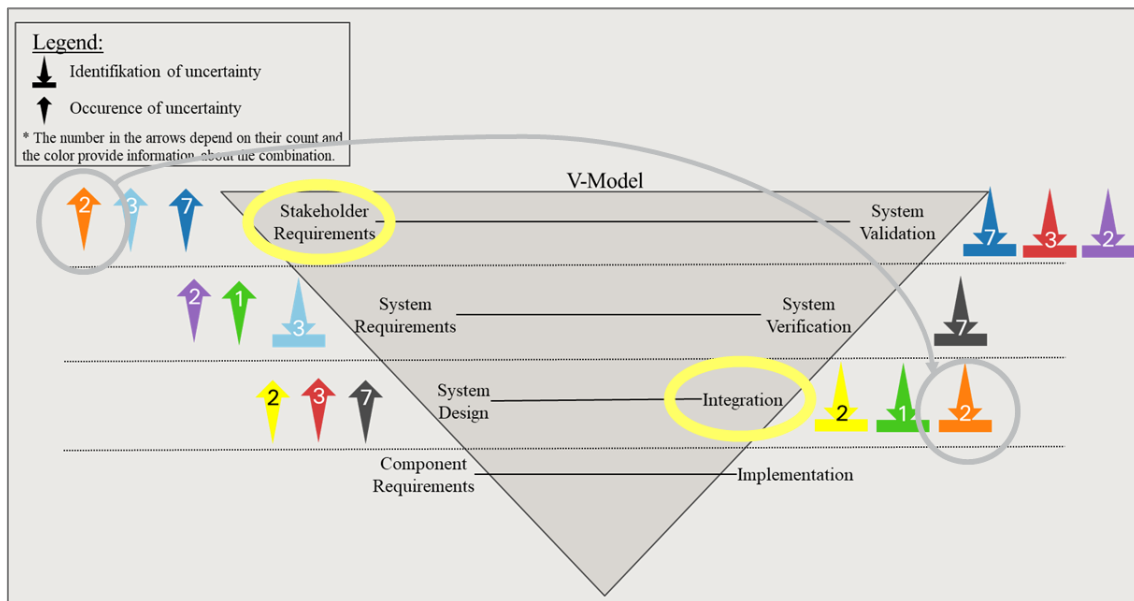 Legend:
Identifikation of uncertainty
Occurence of uncertainty
* The number in the arrows depend on their count and
the color provide information about the combination.
V-Model
2 3 7
Stakeholder
Requirements
System
Validation
7 3 2
2 1 3
System
Requirements
System
Verification
7
2 3 7
System
Design
Integration
2 1 2
Component
Requirements
Implementation